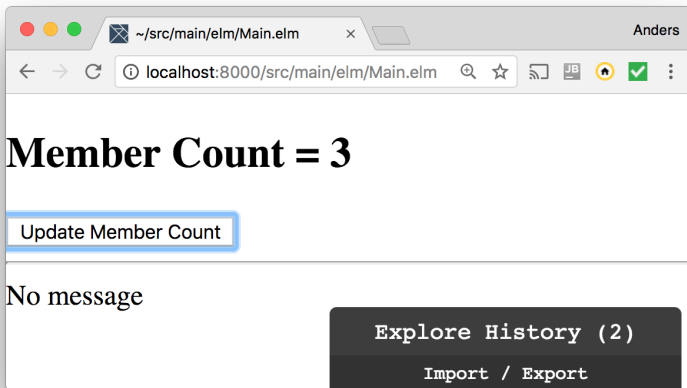 ~/src/main/elm/Main.elm
Anders
localhost:8000/src/main/elm/Main.elm
JB
Member Count = 3
Update Member Count
No message
Explore History (2)
Import / Export